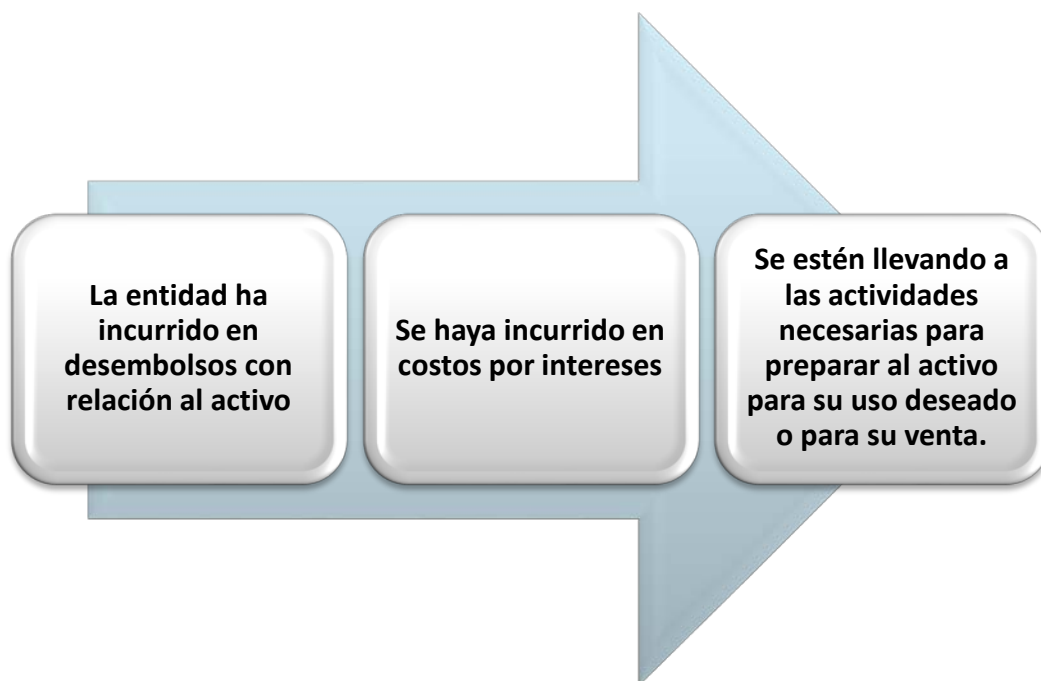 La entidad ha
incurrido en
desembolsos con
relación al activo
Se haya incurrido en
costos por intereses
Se estén llevando a
las actividades
necesarias para
preparar al activo
para su uso deseado
o para su venta.